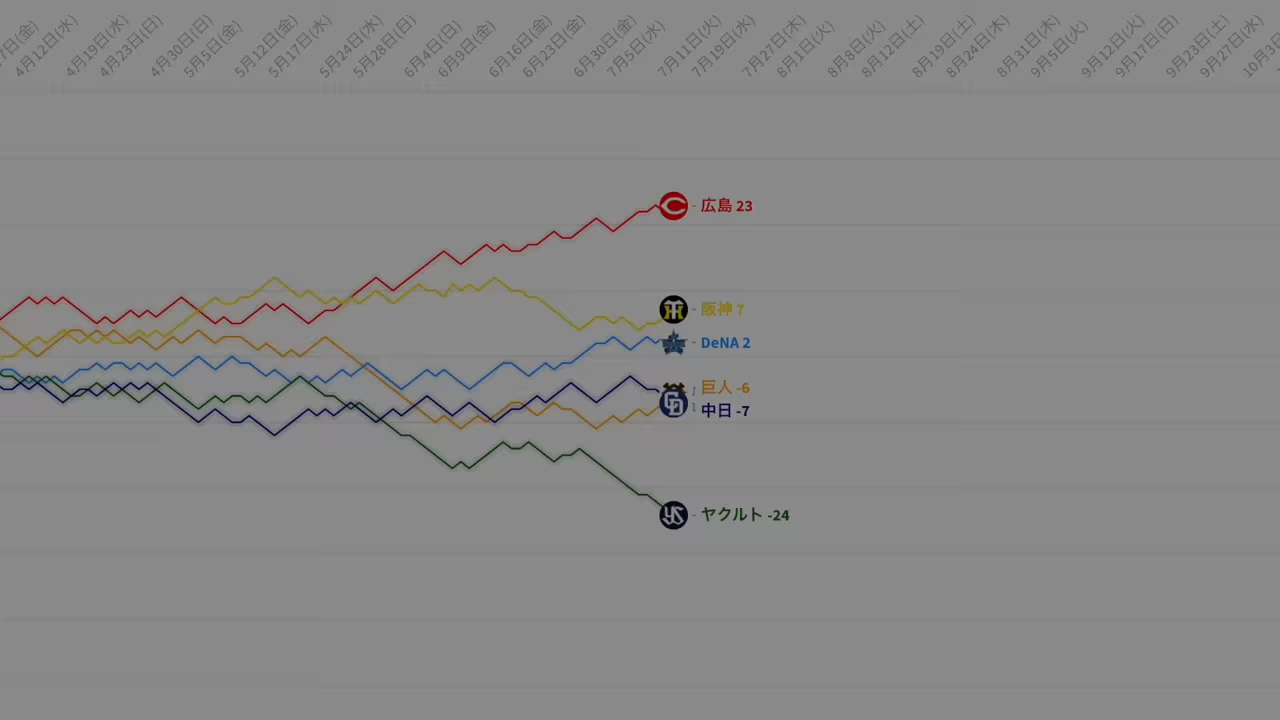 4月12日(水)
4月19日(水)
4月23日(日)
4月30日(日)
5月5日(金)
5月12日(金)
5月17日(水)
5月24日(水)
5月28日(日)
6月4日(日)
6月9日(金)
6月16日(金)
6月23日(金)
6月30日(金)
7月5日(水)
7月11日(火)
7月19日(水)
7月27日(木)
8月1日(火)
8月8日(火)
8月12日(土)
8月19日(土)
8月24日(木)
8月31日(木)
9月5日(火)
9月12日(火)
9月17日(日)
9月23日(土)
9月27日(水)
広島 23
阪神 7
DeNA 2
巨人 -6
中日 -7
ヤクルト -24